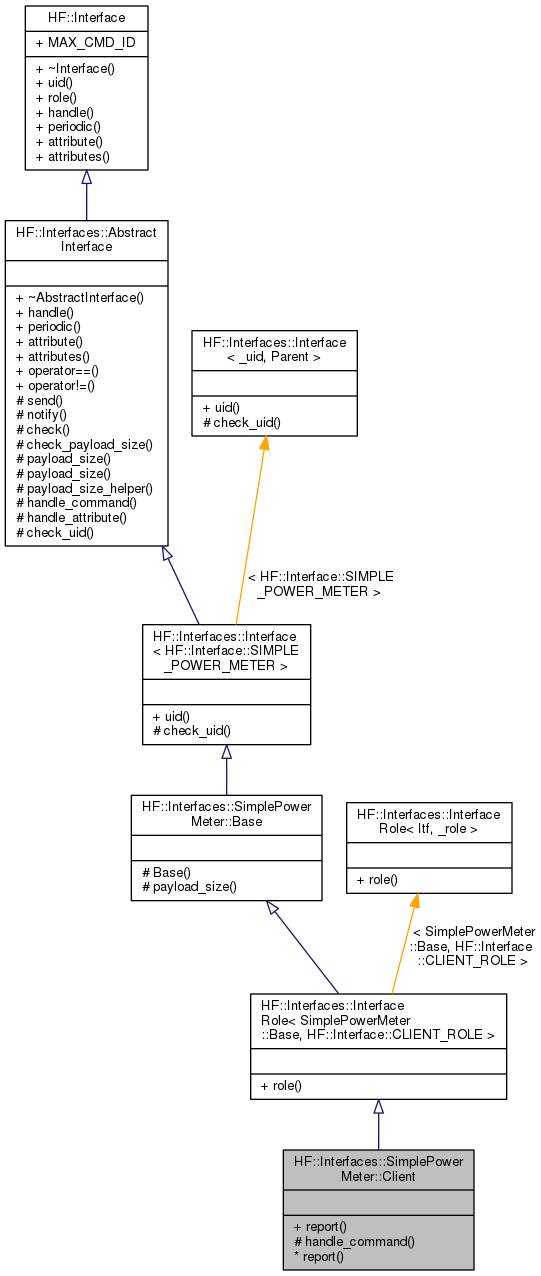 HF::Interface
+ MAX_CMD_ID
+ ~Interface()
+ uid()
+ role()
+ handle()
+ periodic()
+ attribute()
+ attributes()
HF::Interfaces::Abstract
Interface
+ ~AbstractInterface()
+ handle()
+ periodic()
+ attribute()
+ attributes()
+ operator==()
+ operator!=()
# send()
# notify()
# check()
# check_payload_size()
# payload_size()
# payload_size()
# payload_size_helper()
# handle_command()
# handle_attribute()
# check_uid()
HF::Interfaces::Interface
< _uid, Parent >
+ uid()
# check_uid()
< HF::Interface::SIMPLE
_POWER_METER >
HF::Interfaces::Interface
< HF::Interface::SIMPLE
_POWER_METER >
+ uid()
# check_uid()
HF::Interfaces::SimplePower
Meter::Base
# Base()
# payload_size()
HF::Interfaces::Interface
Role< Itf, _role >
+ role()
< SimplePowerMeter
::Base, HF::Interface
::CLIENT_ROLE >
HF::Interfaces::Interface
Role< SimplePowerMeter
::Base, HF::Interface::CLIENT_ROLE >
+ role()
HF::Interfaces::SimplePower
Meter::Client
+ report()
# handle_command()
* report()